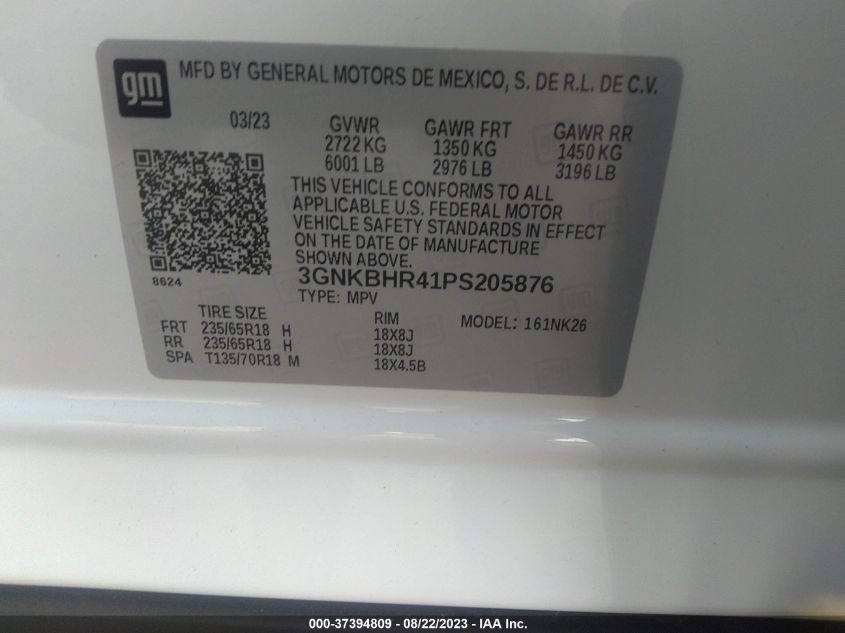 gm
MFD BY GENERAL MOTORS DE MEXICO, S. DE R.L. DE C.V.
03/23 GVWR GAWR FRT GAWR RR
2722 KG 1350 KG 1450 KG
6001 LB 2976 LB 3196 LB
THIS VEHICLE CONFORMS TO ALL
APPLICABLE U.S. FEDERAL MOTOR
VEHICLE SAFETY STANDARDS IN EFFECT
ON THE DATE OF MANUFACTURE
SHOWN ABOVE.
8624 3GNKBHR41PS205876
TYPE: MPV
TIRE SIZE RIM MODEL: 161NK26
FRT 235/65R18 H 18X8J
RR 235/65R18 H 18X8J
SPA T135/70R18 M 18X4.5B
000-37394809 - 08/22/2023 - IAA Inc.